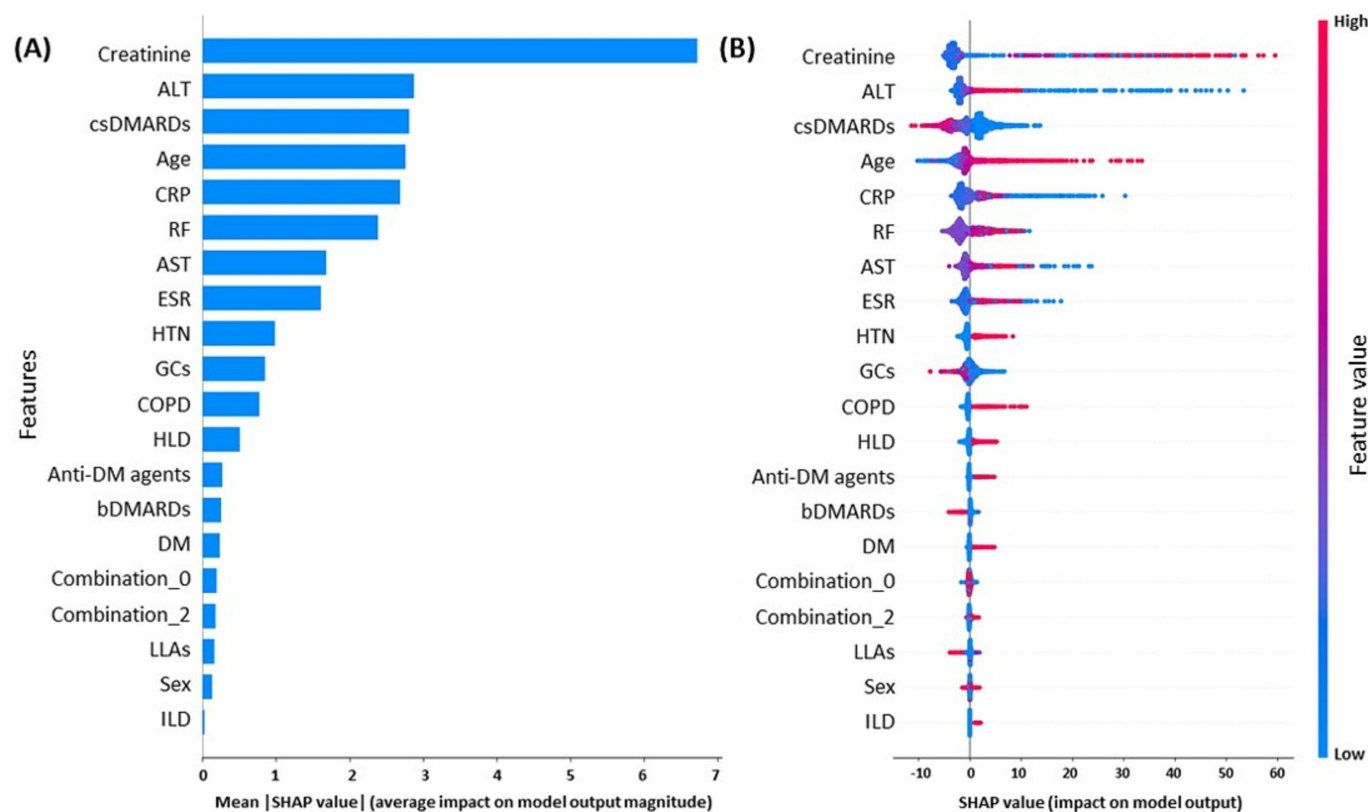 (A)
Features
Creatinine
ALT
csDMARDs
Age
CRP
RF
AST
ESR
HTN
GCs
COPD
HLD
Anti-DM agents
bDMARDs
DM
Combination_0
Combination_2
LLAs
Sex
ILD
0 1 2 3 4 5 6 7
Mean |SHAP value| (average impact on model output magnitude)
(B)
Creatinine
ALT
csDMARDs
Age
CRP
RF
AST
ESR
HTN
GCs
COPD
HLD
Anti-DM agents
bDMARDs
DM
Combination_0
Combination_2
LLAs
Sex
ILD
-10 0 10 20 30 40 50 60
SHAP value (impact on model output)
High
Feature value
Low